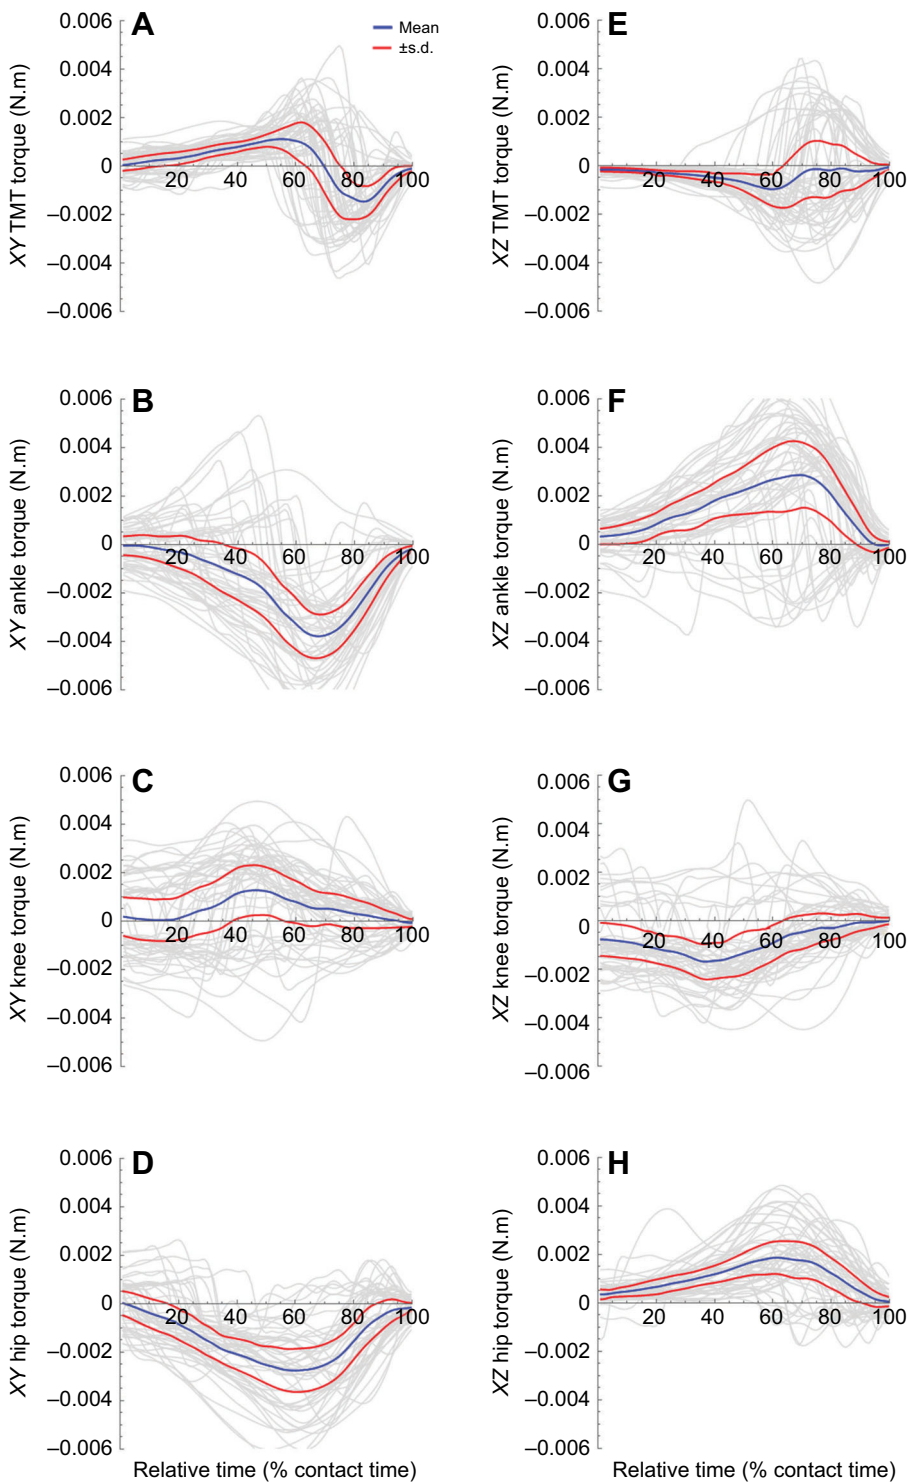 A
Mean
±s.d.
XY TMT torque (N.m)
0.006
0.004
0.002
0
–0.002
–0.004
–0.006
20 40 60 80 100
E
XZ TMT torque (N.m)
0.006
0.004
0.002
0
–0.002
–0.004
–0.006
20 40 60 80 100
B
XY ankle torque (N.m)
0.006
0.004
0.002
0
–0.002
–0.004
–0.006
20 40 60 80 100
F
XZ ankle torque (N.m)
0.006
0.004
0.002
0
–0.002
–0.004
–0.006
20 40 60 80 100
C
XY knee torque (N.m)
0.006
0.004
0.002
0
–0.002
–0.004
–0.006
20 40 60 80 100
G
XZ knee torque (N.m)
0.006
0.004
0.002
0
–0.002
–0.004
–0.006
20 40 60 80 100
D
XY hip torque (N.m)
0.006
0.004
0.002
0
–0.002
–0.004
–0.006
20 40 60 80 100
Relative time (% contact time)
H
XZ hip torque (N.m)
0.006
0.004
0.002
0
–0.002
–0.004
–0.006
20 40 60 80 100
Relative time (% contact time)